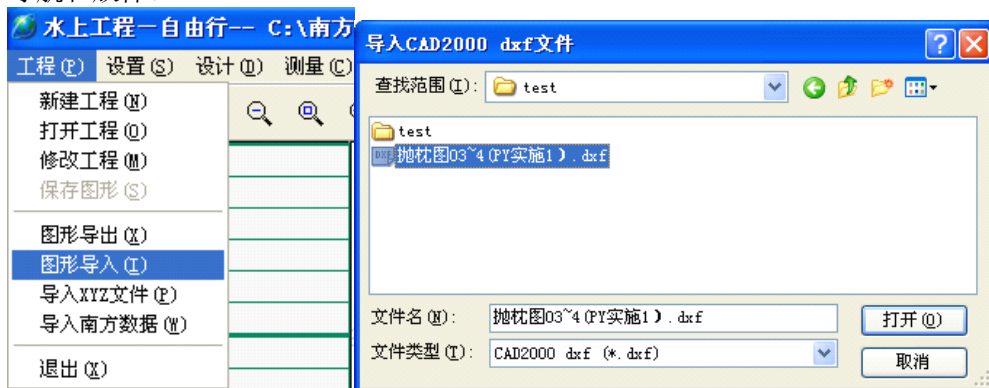 水上工程一自由行-- C:\南方
工程(P) 设置(S) 设计(D) 测量(C)
新建工程(N)
打开工程(O)
修改工程(M)
保存图形(S)
图形导出(X)
图形导入(I)
导入XYZ文件(P)
导入南方数据(W)
退出(X)
导入CAD2000 dxf文件
查找范围(I): test
test
抛枕图03~4(PY实施1).dxf
文件名(N): 抛枕图03~4(PY实施1).dxf 打开(O)
文件类型(T): CAD2000 dxf (*.dxf) 取消